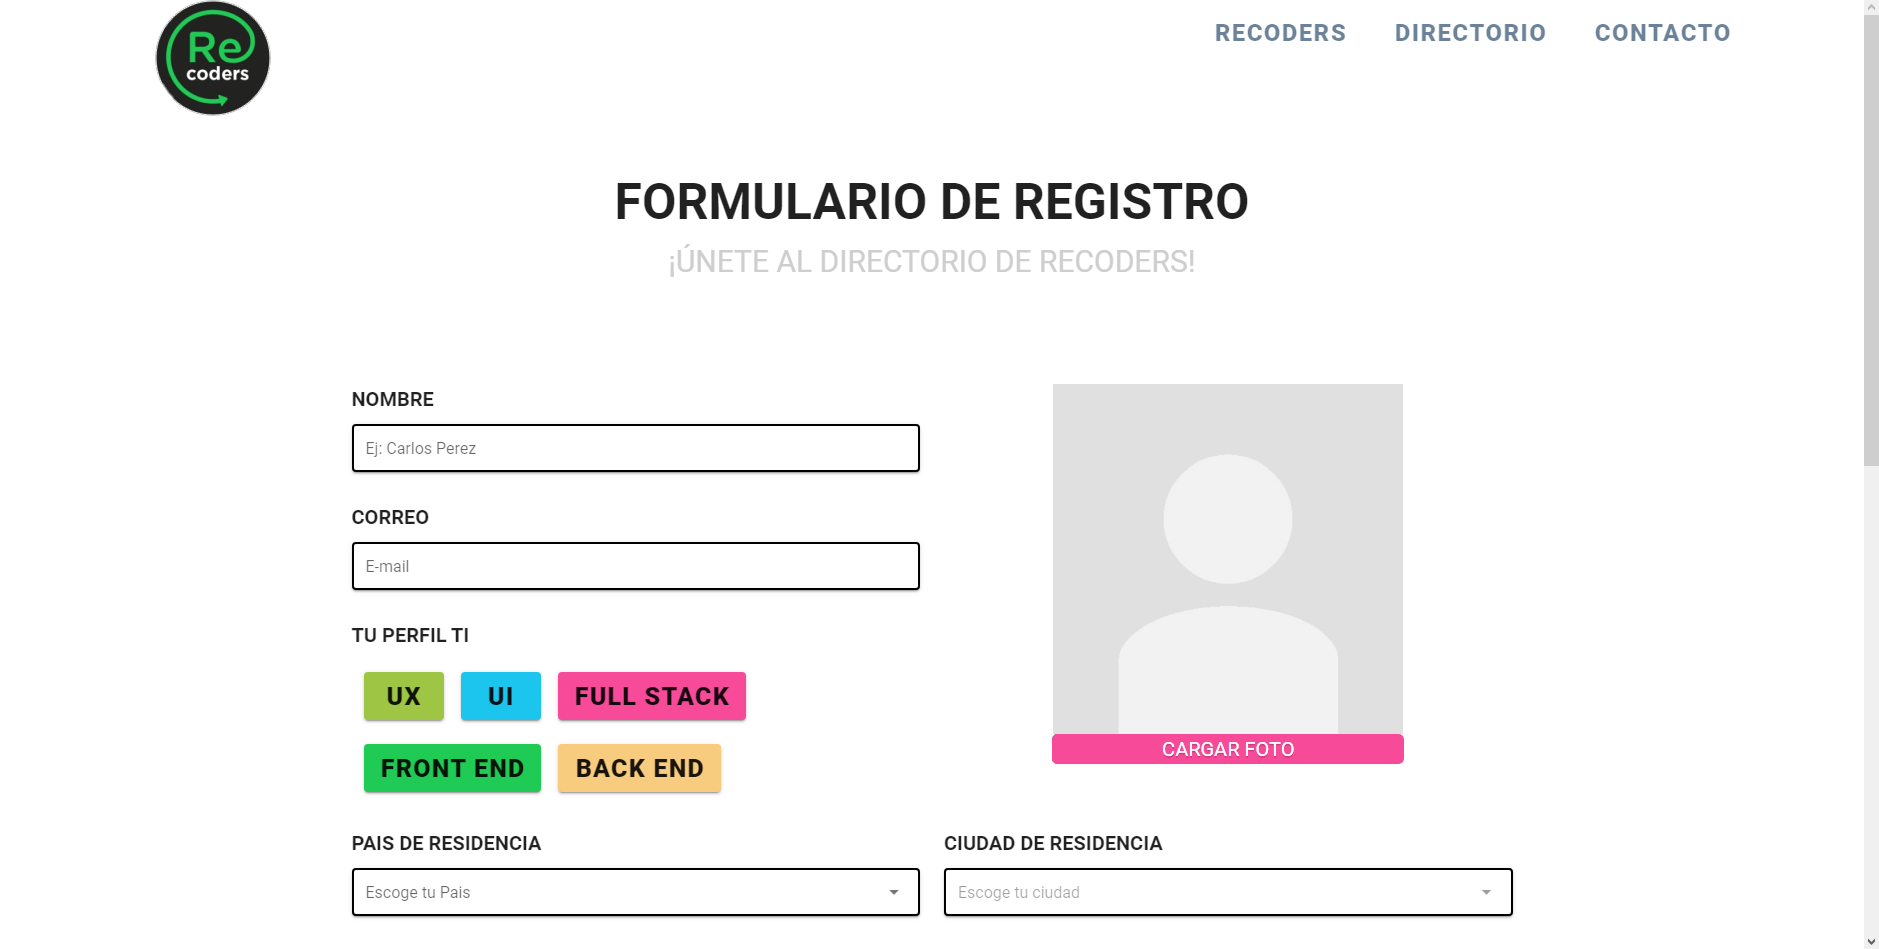 Re
coders
RECODERS DIRECTORIO CONTACTO
FORMULARIO DE REGISTRO
¡ÚNETE AL DIRECTORIO DE RECODERS!
NOMBRE
Ej: Carlos Perez
CORREO
E-mail
TU PERFIL TI
UX UI FULL STACK
FRONT END BACK END
CARGAR FOTO
PAIS DE RESIDENCIA
Escoge tu Pais
CIUDAD DE RESIDENCIA
Escoge tu ciudad